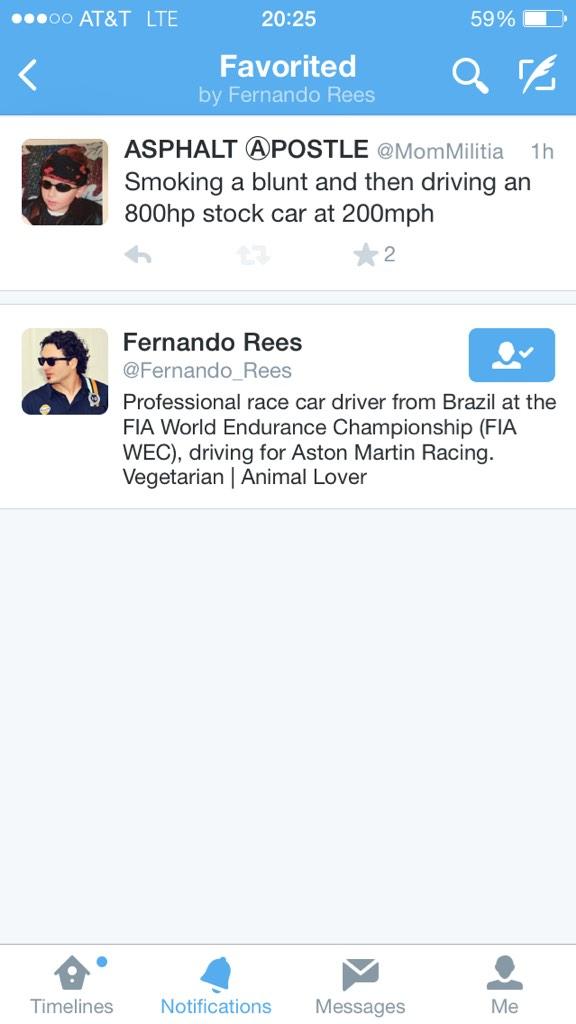 AT&T LTE 20:25 59%
Favorited
by Fernando Rees
ASPHALT ⒶPOSTLE @MomMilitia 1h
Smoking a blunt and then driving an
800hp stock car at 200mph
2
Fernando Rees
@Fernando_Rees
Professional race car driver from Brazil at the
FIA World Endurance Championship (FIA
WEC), driving for Aston Martin Racing.
Vegetarian | Animal Lover
Timelines Notifications Messages Me